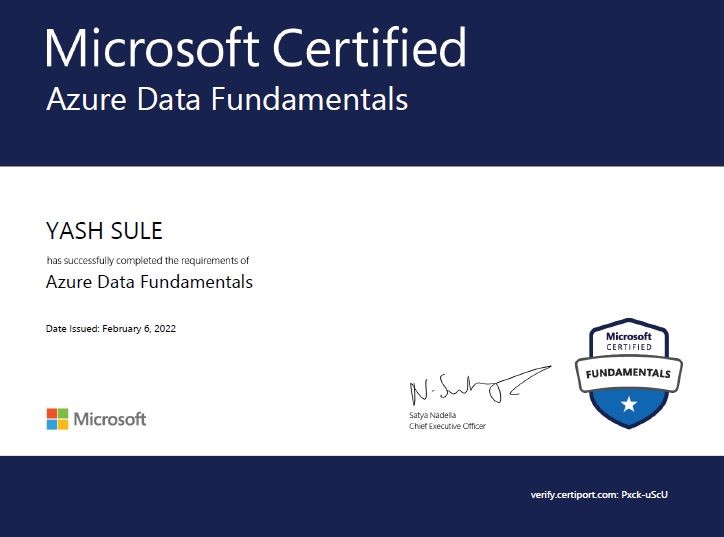 Microsoft Certified
Azure Data Fundamentals
YASH SULE
has successfully completed the requirements of
Azure Data Fundamentals
Date Issued: February 6, 2022
Microsoft
CERTIFIED
FUNDAMENTALS
Microsoft
Satya Nadella
Chief Executive Officer
verify.certiport.com: Pxck-uScU